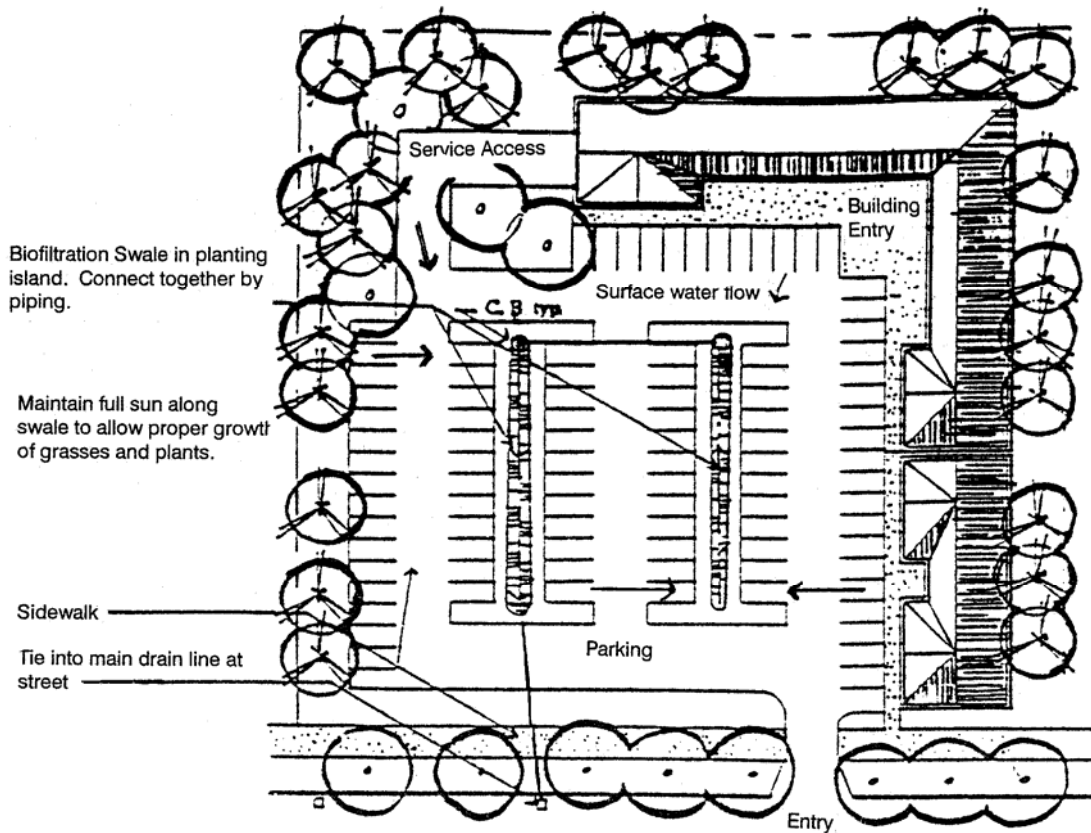 Service Access
Building
Entry
Biofiltration Swale in planting
island. Connect together by
piping.
Surface water flow
C B typ
Maintain full sun along
swale to allow proper growth
of grasses and plants.
Sidewalk
Parking
Tie into main drain line at
street
Entry